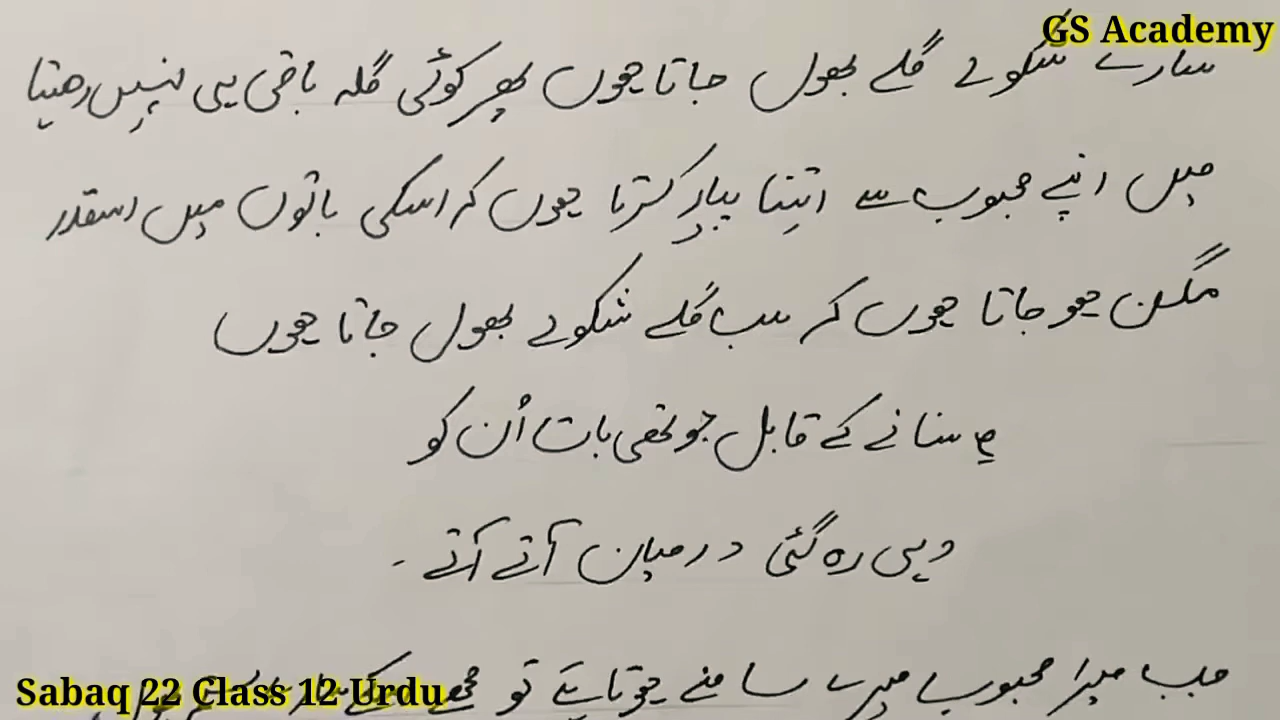 GS Academy
سارے شکوے گلے بھول جاتا ہوں پھر کوئی گلہ باقی ہی نہیں رہتا
میں اپنے محبوب سے اتنا پیار کرتا ہوں کہ اسکی باتوں میں اسقدر
مگن ہو جاتا ہوں کہ سب گلے شکوے بھول جاتا ہوں
سنانے کے قابل جو تھی بات اُن کو
وہی رہ گئی درمیان آتے آتے ۔
جب میرا محبوب میرے سامنے ہوتا ہے تو مجھے
Sabaq 22 Class 12 Urdu